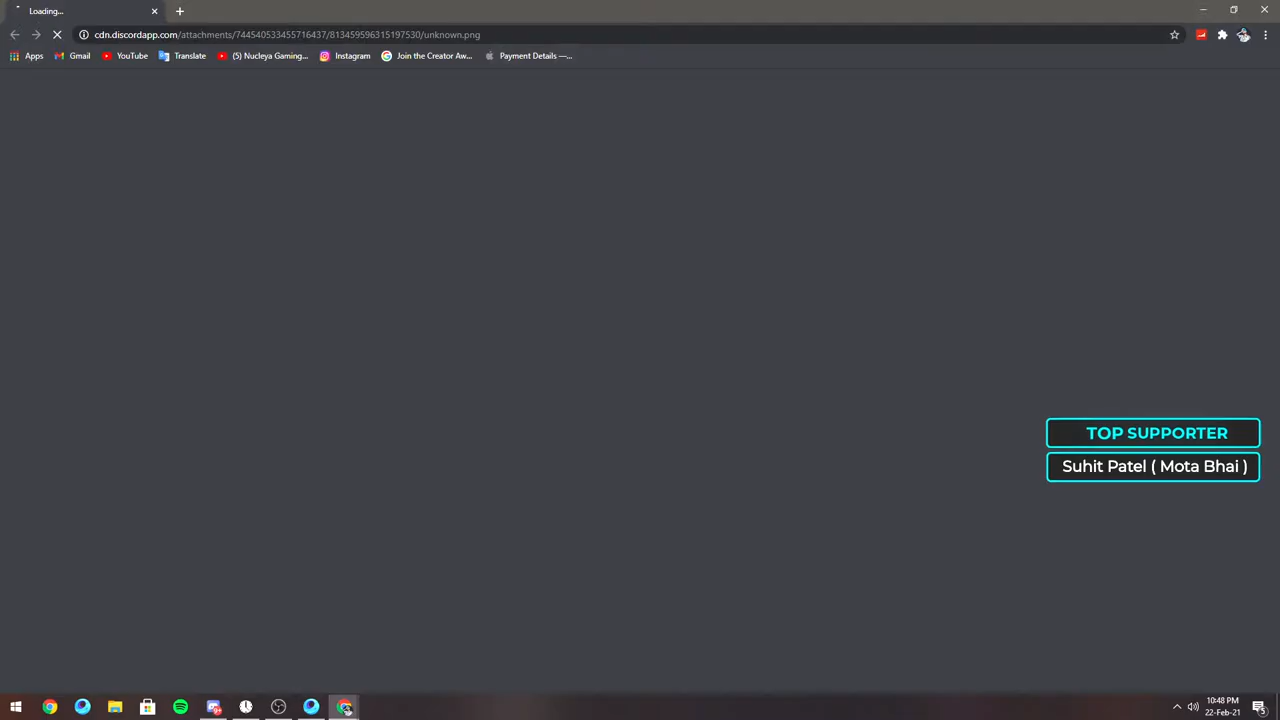 Loading...
cdn.discordapp.com/attachments/744540533455716437/813459596315197530/unknown.png
Apps Gmail YouTube Translate (5) Nucleya Gaming... Instagram Join the Creator Aw... Payment Details —...
TOP SUPPORTER
Suhit Patel ( Mota Bhai )
10:48 PM
22-Feb-21
5